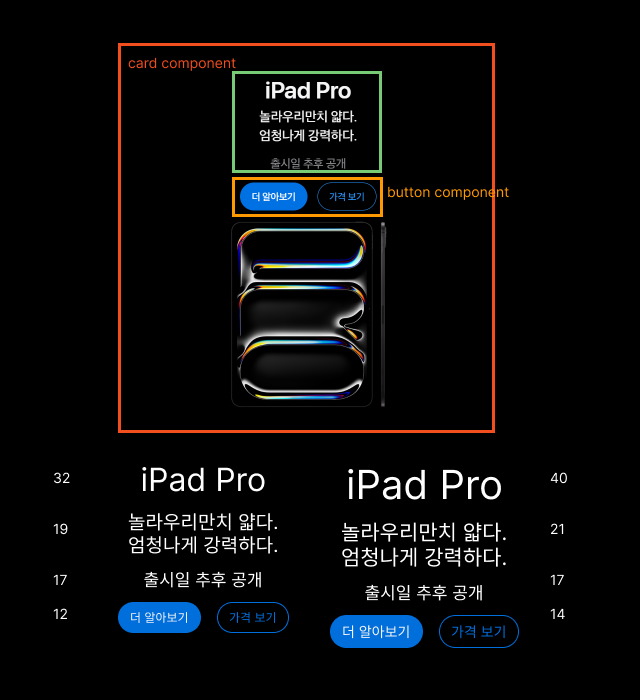 card component
iPad Pro
놀라우리만치 얇다.
엄청나게 강력하다.
출시일 추후 공개
더 알아보기
가격 보기
button component
32
iPad Pro
19
놀라우리만치 얇다.
엄청나게 강력하다.
17
출시일 추후 공개
12
더 알아보기
가격 보기
iPad Pro
40
놀라우리만치 얇다.
엄청나게 강력하다.
21
출시일 추후 공개
17
더 알아보기
가격 보기
14